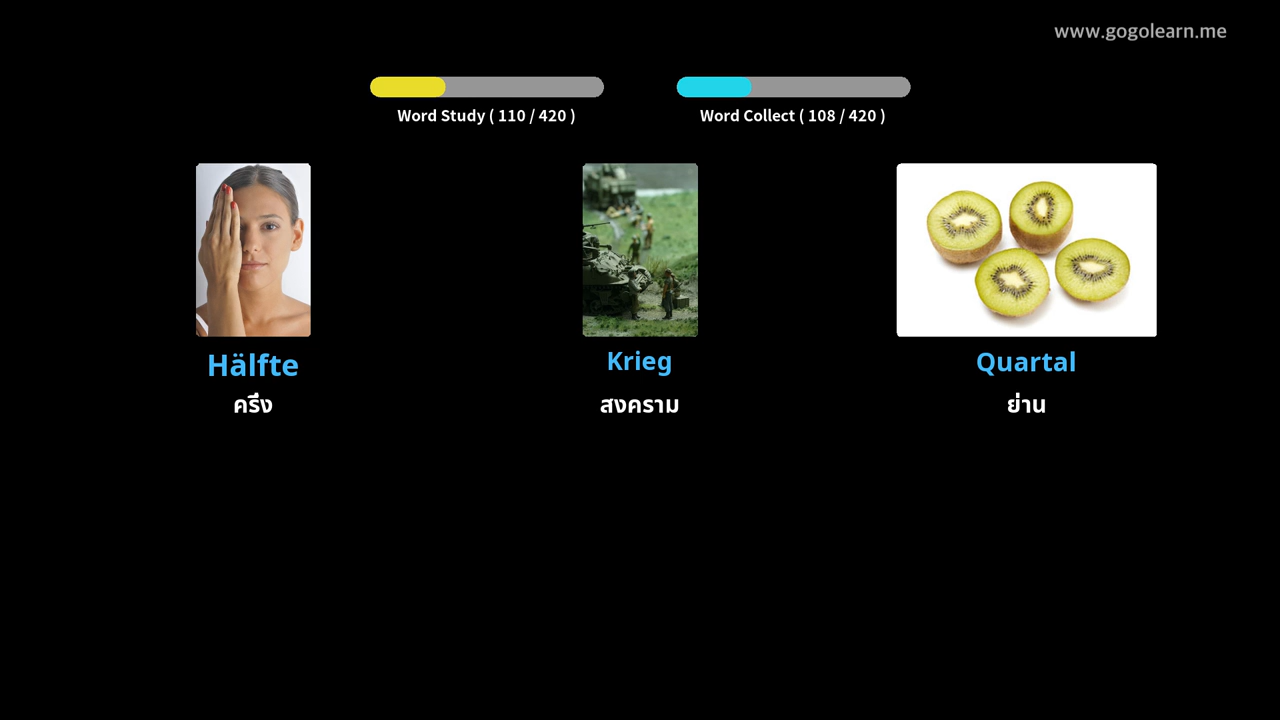 www.gogolearn.me
Word Study ( 110 / 420 )
Word Collect ( 108 / 420 )
Hälfte
Krieg
Quartal
ครึ่ง
สงคราม
ย่าน